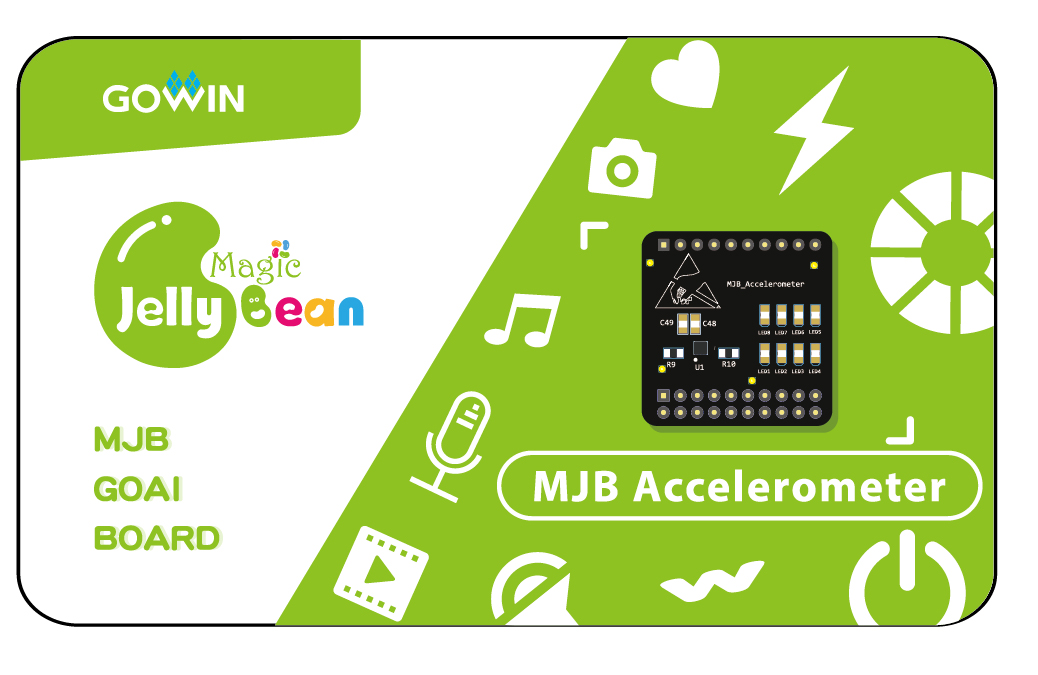 GOWIN
Magic
Jelly Bean
MJB
GOAI
BOARD
MJB_Accelerometer
C49
C48
LED8 LED7 LED6 LED5
R9
U1
R10
LED1 LED2 LED3 LED4
MJB Accelerometer